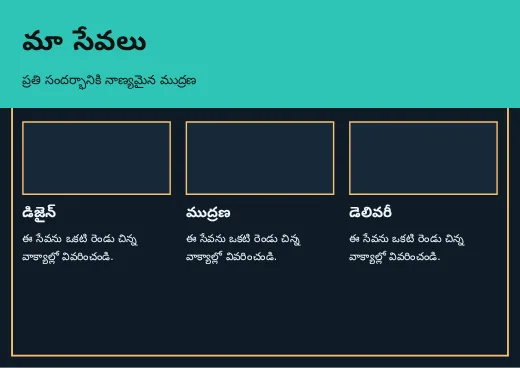 మా సేవలు
ప్రతి సందర్భానికి నాణ్యమైన ముద్రణ
డిజైన్
ఈ సేవను ఒకటి రెండు చిన్న
వాక్యాల్లో వివరించండి.
ముద్రణ
ఈ సేవను ఒకటి రెండు చిన్న
వాక్యాల్లో వివరించండి.
డెలివరీ
ఈ సేవను ఒకటి రెండు చిన్న
వాక్యాల్లో వివరించండి.